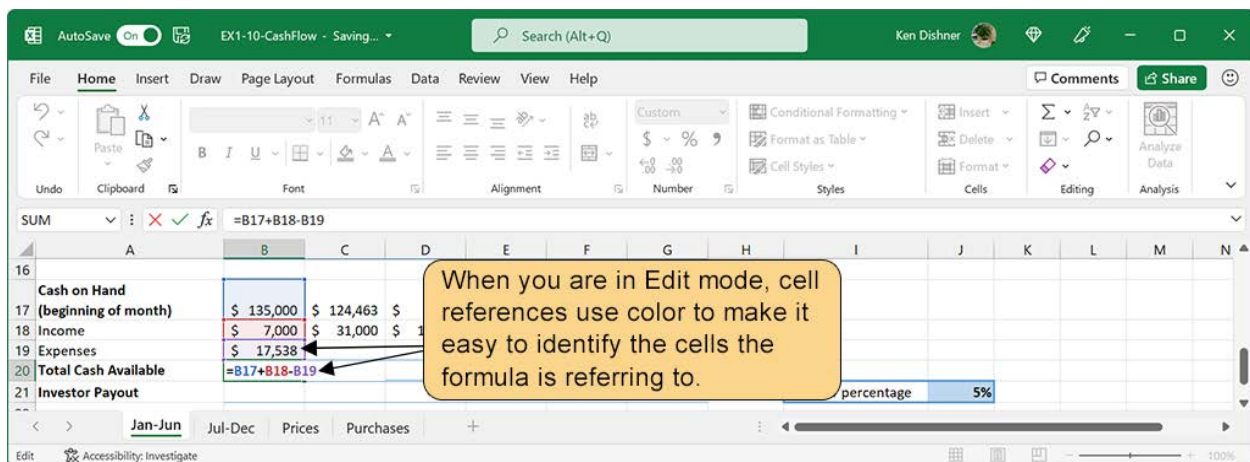 AutoSave On EX1-10-CashFlow - Saving... Search (Alt+Q) Ken Dishner
File Home Insert Draw Page Layout Formulas Data Review View Help Comments Share
Paste 11 A^ A˅ ab Custom Conditional Formatting Insert Σ Analyze Data
B I U A $ % 9 Format as Table Delete
Cell Styles Format
Undo Clipboard Font Alignment Number Styles Cells Editing Analysis
SUM fx =B17+B18-B19
A B C D E F G H I J K L M N
16
17 Cash on Hand (beginning of month) $ 135,000 $ 124,463 $
18 Income $ 7,000 $ 31,000 $ 1
19 Expenses $ 17,538
20 Total Cash Available =B17+B18-B19
21 Investor Payout percentage 5%
When you are in Edit mode, cell
references use color to make it
easy to identify the cells the
formula is referring to.
Jan-Jun Jul-Dec Prices Purchases +
Edit Accessibility: Investigate 100%